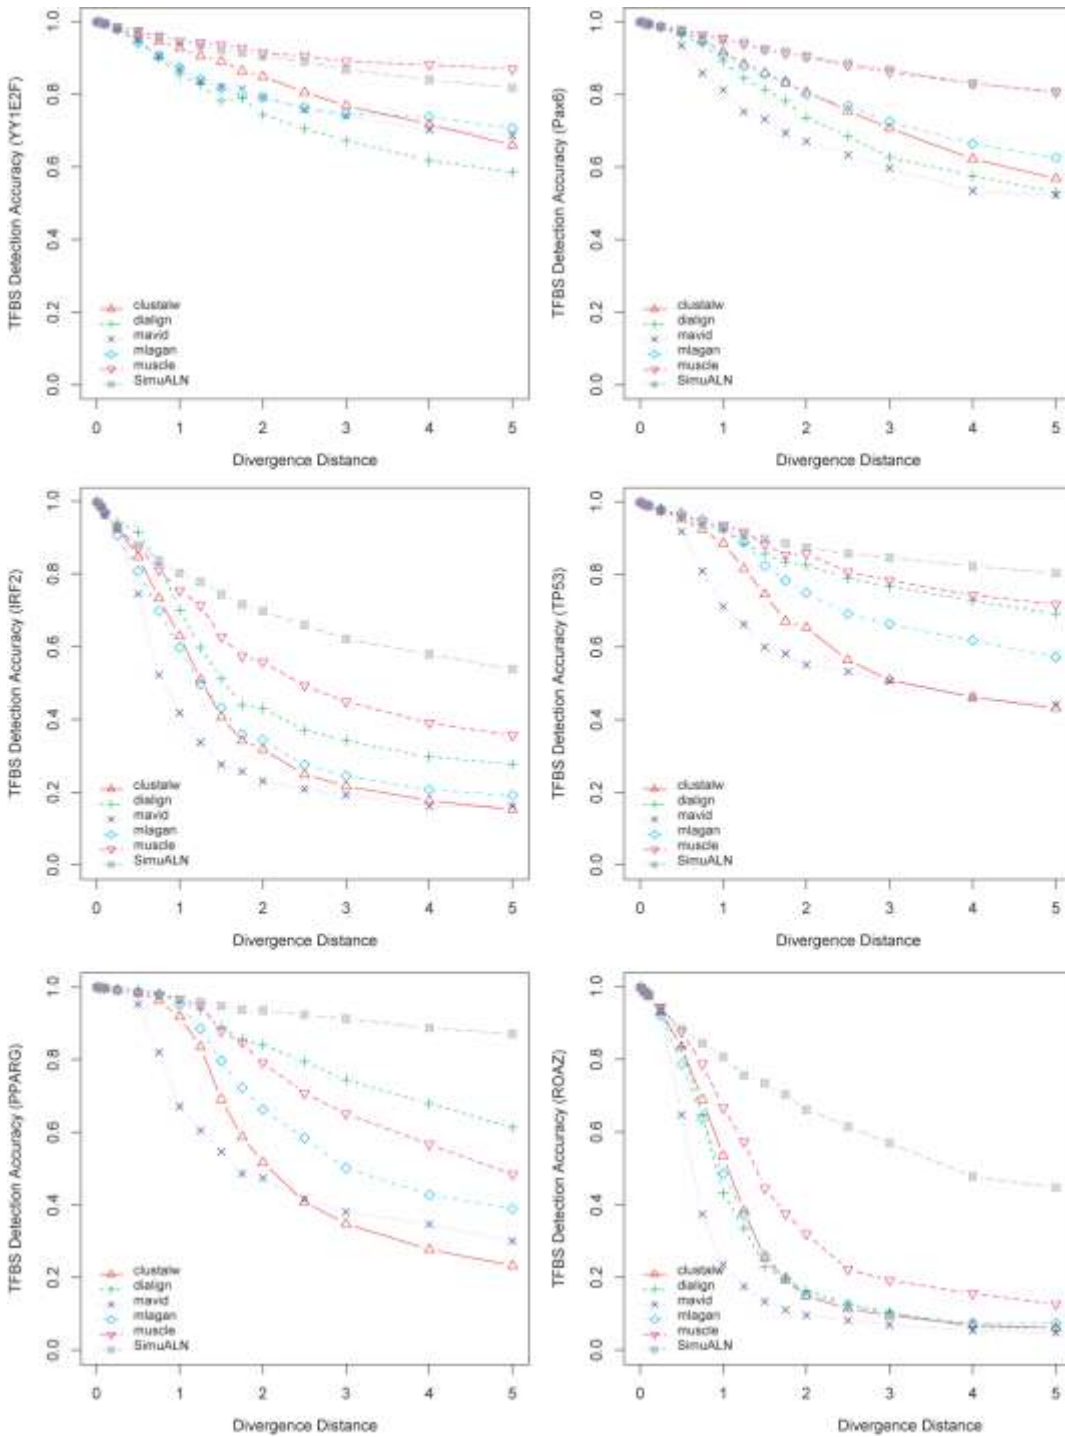 TFBS Detection Accuracy (YY1E2F)
1.0
0.8
0.6
0.4
0.2
0.0
clustalw
dialign
mavid
mlagan
muscle
SimuALN
0 1 2 3 4 5
Divergence Distance
TFBS Detection Accuracy (Pax6)
1.0
0.8
0.6
0.4
0.2
0.0
clustalw
dialign
mavid
mlagan
muscle
SimuALN
0 1 2 3 4 5
Divergence Distance
TFBS Detection Accuracy (IRF2)
1.0
0.8
0.6
0.4
0.2
0.0
clustalw
dialign
mavid
mlagan
muscle
SimuALN
0 1 2 3 4 5
Divergence Distance
TFBS Detection Accuracy (TP53)
1.0
0.8
0.6
0.4
0.2
0.0
clustalw
dialign
mavid
mlagan
muscle
SimuALN
0 1 2 3 4 5
Divergence Distance
TFBS Detection Accuracy (PPARG)
1.0
0.8
0.6
0.4
0.2
0.0
clustalw
dialign
mavid
mlagan
muscle
SimuALN
0 1 2 3 4 5
Divergence Distance
TFBS Detection Accuracy (ROAZ)
1.0
0.8
0.6
0.4
0.2
0.0
clustalw
dialign
mavid
mlagan
muscle
SimuALN
0 1 2 3 4 5
Divergence Distance